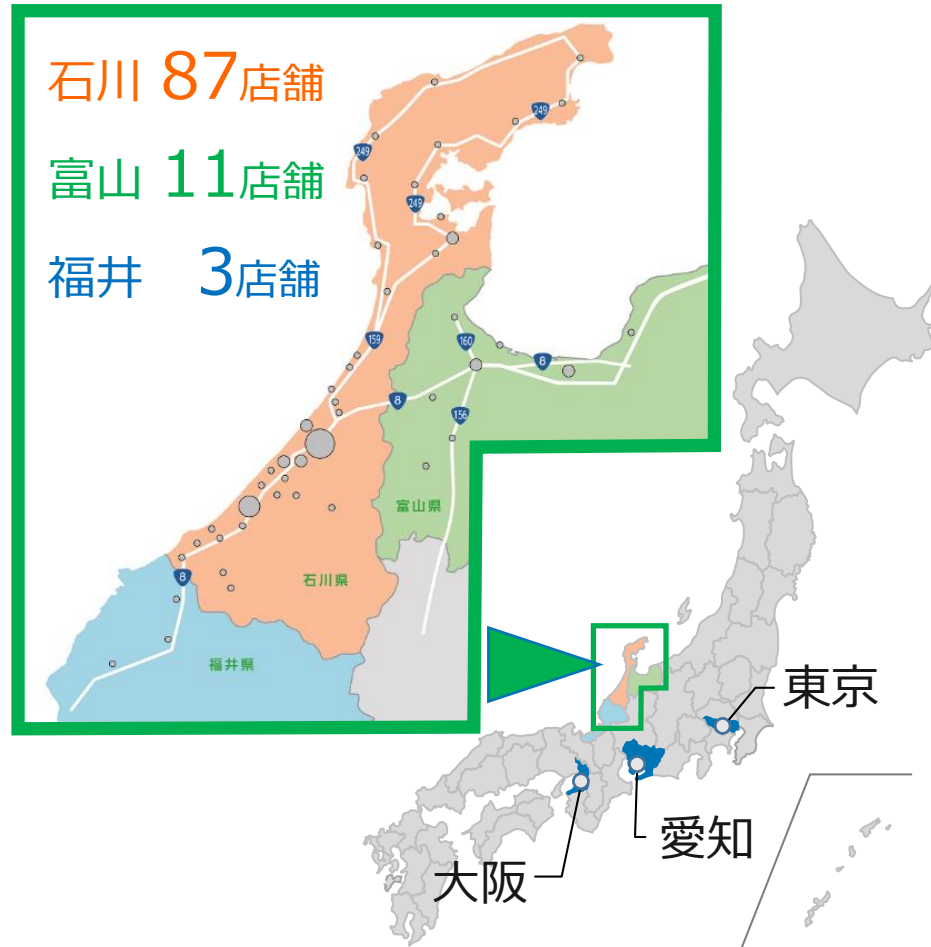 石川 87店舗
富山 11店舗
福井 3店舗
249
249
249
159
160
8
8
156
富山県
石川県
8
福井県
東京
愛知
大阪